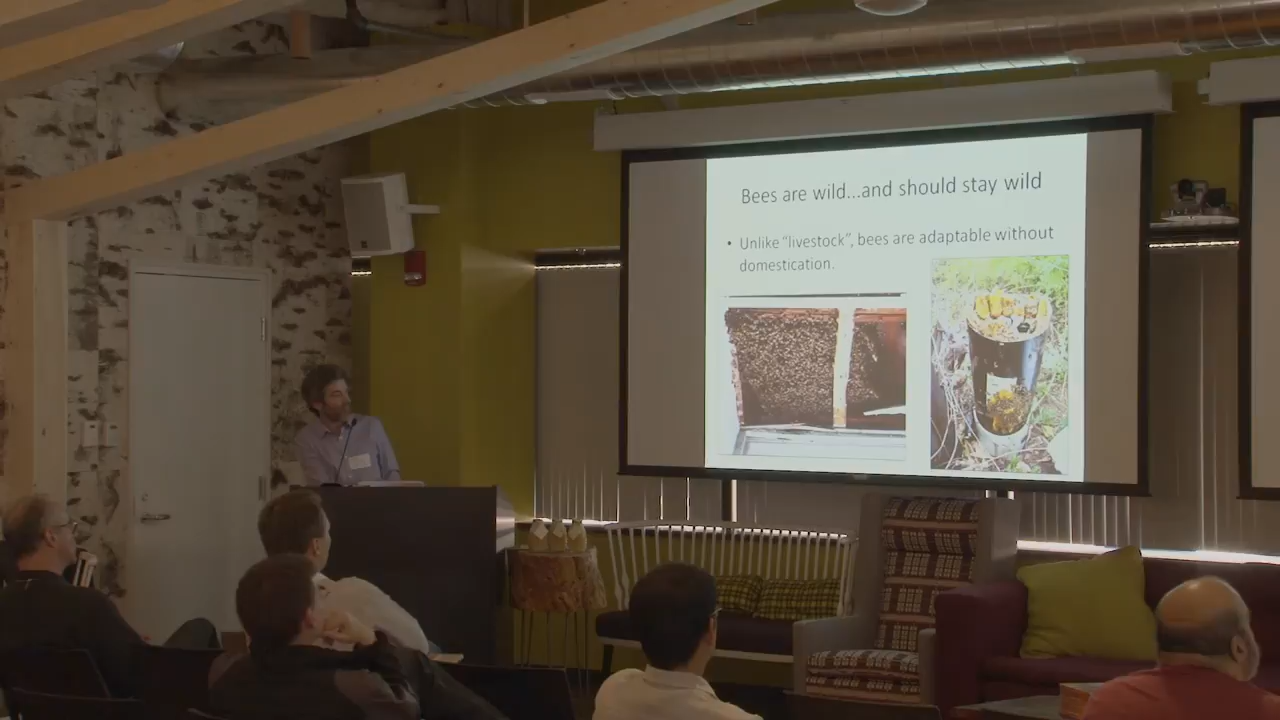 Bees are wild...and should stay wild
• Unlike “livestock”, bees are adaptable without
domestication.